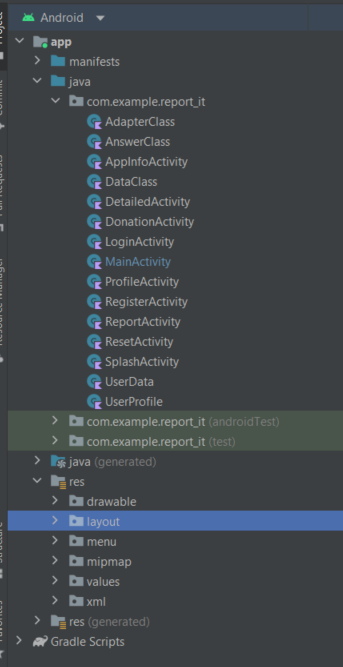 Android
app
manifests
java
com.example.report_it
AdapterClass
AnswerClass
AppInfoActivity
DataClass
DetailedActivity
DonationActivity
LoginActivity
MainActivity
ProfileActivity
RegisterActivity
ReportActivity
ResetActivity
SplashActivity
UserData
UserProfile
com.example.report_it (androidTest)
com.example.report_it (test)
java (generated)
res
drawable
layout
menu
mipmap
values
xml
res (generated)
Gradle Scripts